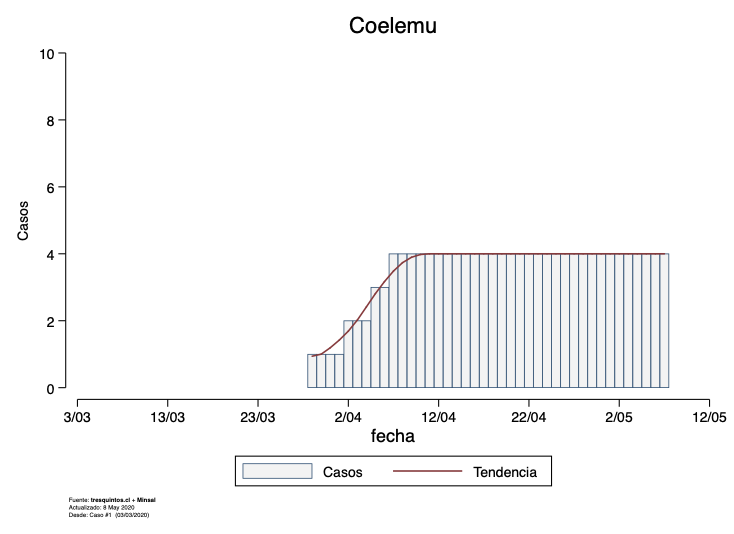 Coelemu
10
8
6
4
2
0
Casos
3/03 13/03 23/03 2/04 12/04 22/04 2/05 12/05
fecha
Casos Tendencia
Fuente: tresquintos.cl + Minsal
Actualizado: 8 May 2020
Desde: Caso #1 (03/03/2020)